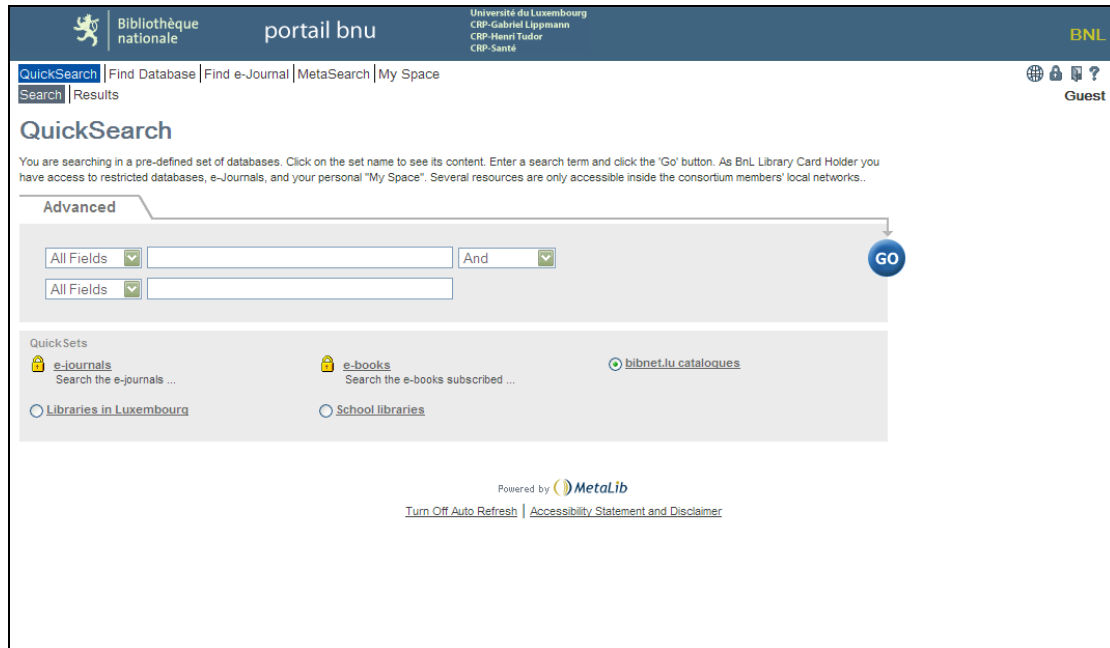 Bibliothèque
nationale
portail bnu
Université du Luxembourg
CRP-Gabriel Lippmann
CRP-Henri Tudor
CRP-Santé
BNL
QuickSearch Find Database Find e-Journal MetaSearch My Space
?
Search Results
Guest
QuickSearch
You are searching in a pre-defined set of databases. Click on the set name to see its content. Enter a search term and click the 'Go' button. As BnL Library Card Holder you
have access to restricted databases, e-Journals, and your personal "My Space". Several resources are only accessible inside the consortium members' local networks..
Advanced
All Fields And
GO
All Fields
QuickSets
e-journals
Search the e-journals ...
e-books
Search the e-books subscribed ...
bibnet.lu catalogues
Libraries in Luxembourg
School libraries
Powered by MetaLib
Turn Off Auto Refresh | Accessibility Statement and Disclaimer